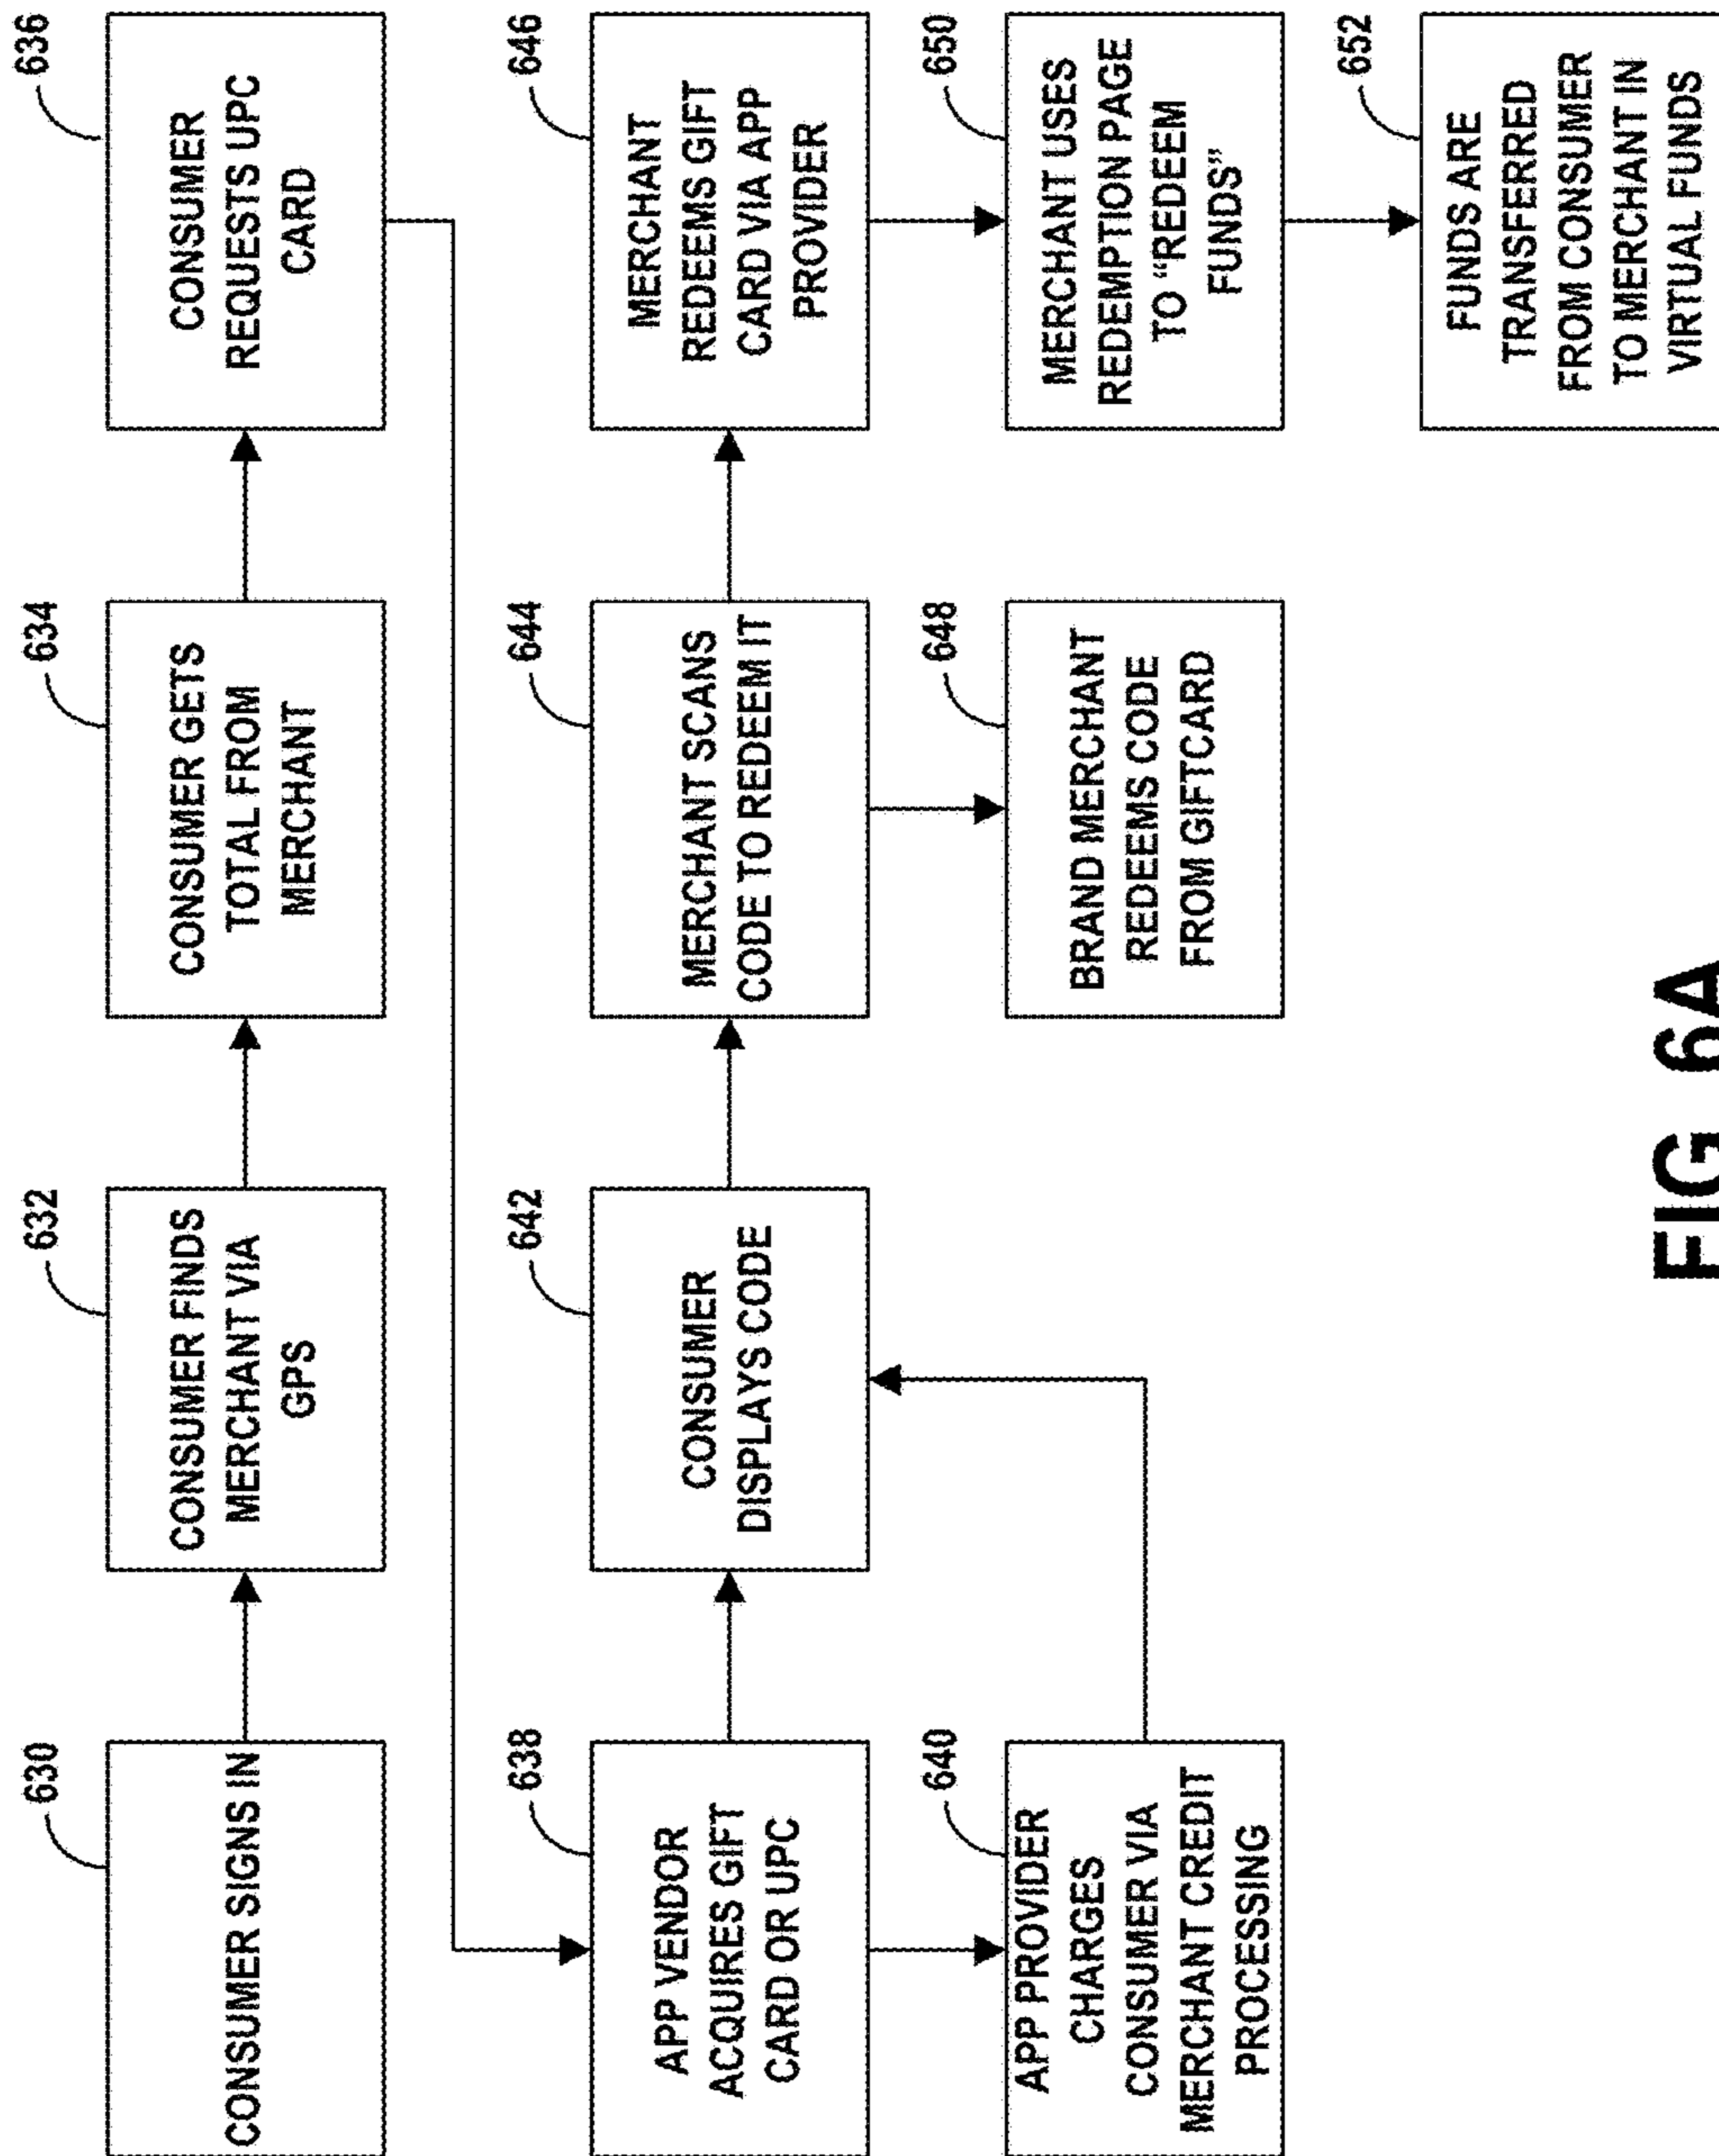 630
CONSUMER SIGNS IN
632
CONSUMER FINDS
MERCHANT VIA
GPS
634
CONSUMER GETS
TOTAL FROM
MERCHANT
636
CONSUMER
REQUESTS UPC
CARD
638
APP VENDOR
ACQUIRES GIFT
CARD OR UPC
640
APP PROVIDER
CHARGES
CONSUMER VIA
MERCHANT CREDIT
PROCESSING
642
CONSUMER
DISPLAYS CODE
644
MERCHANT SCANS
CODE TO REDEEM IT
646
MERCHANT
REDEEMS GIFT
CARD VIA APP
PROVIDER
648
BRAND MERCHANT
REDEEMS CODE
FROM GIFTCARD
650
MERCHANT USES
REDEMPTION PAGE
TO “REDEEM
FUNDS”
652
FUNDS ARE
TRANSFERRED
FROM CONSUMER
TO MERCHANT IN
VIRTUAL FUNDS
FIG 6A